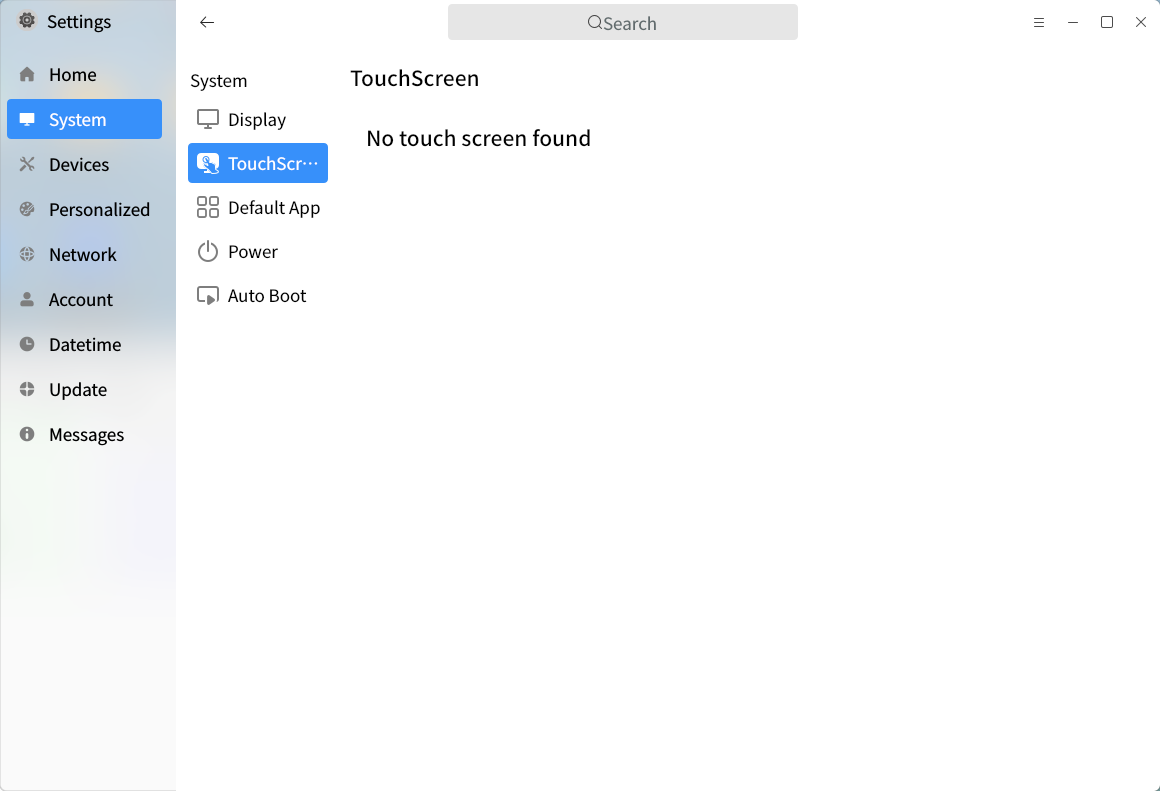 Settings
Search
Home
System
Devices
Personalized
Network
Account
Datetime
Update
Messages
System
Display
TouchScr···
Default App
Power
Auto Boot
TouchScreen
No touch screen found